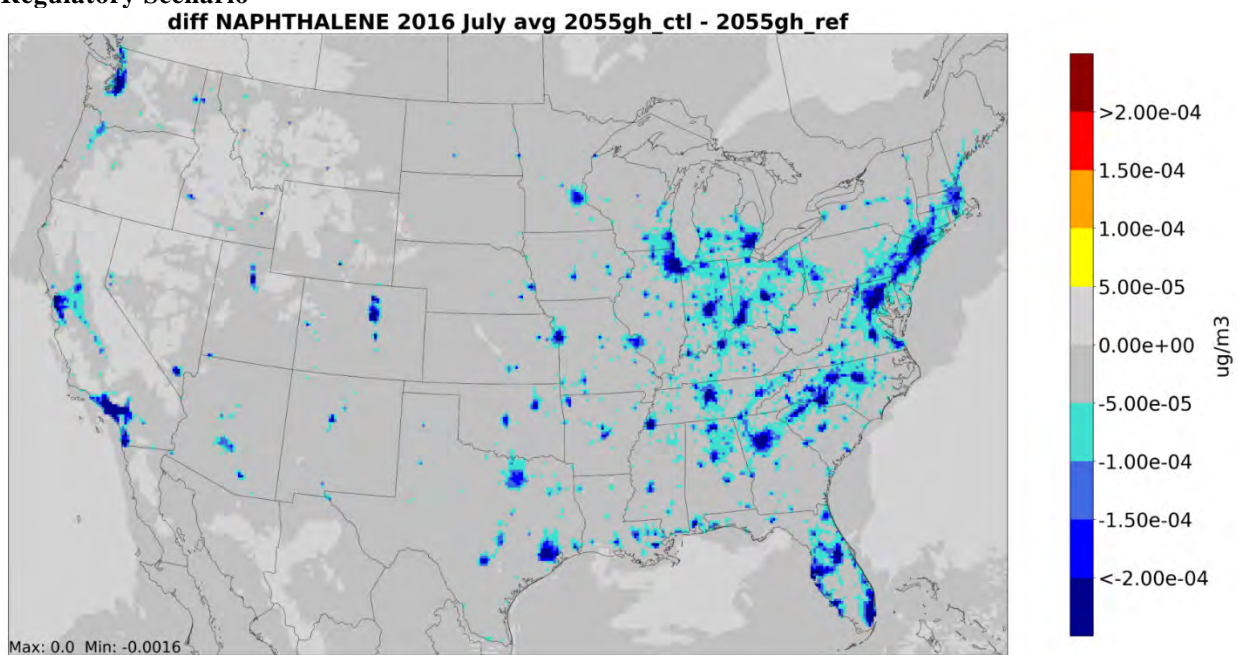 Regulatory Scenario
diff NAPHTHALENE 2016 July avg 2055gh_ctl - 2055gh_ref
>2.00e-04
1.50e-04
1.00e-04
5.00e-05
0.00e+00
-5.00e-05
-1.00e-04
-1.50e-04
<-2.00e-04
ug/m3
Max: 0.0 Min: -0.0016